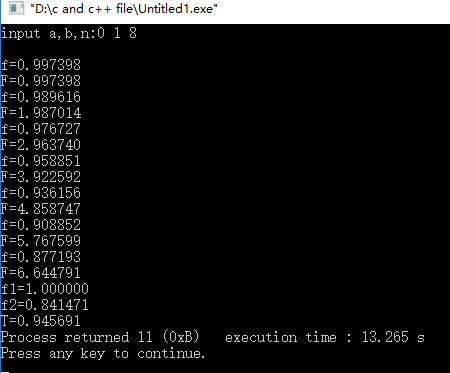 "D:\c and c++ file\Untitled1.exe"
input a,b,n:0 1 8
f=0.997398
F=0.997398
f=0.989616
F=1.987014
f=0.976727
F=2.963740
f=0.958851
F=3.922592
f=0.936156
F=4.858747
f=0.908852
F=5.767599
f=0.877193
F=6.644791
f1=1.000000
f2=0.841471
T=0.945691
Process returned 11 (0xB)   execution time : 13.265 s
Press any key to continue.